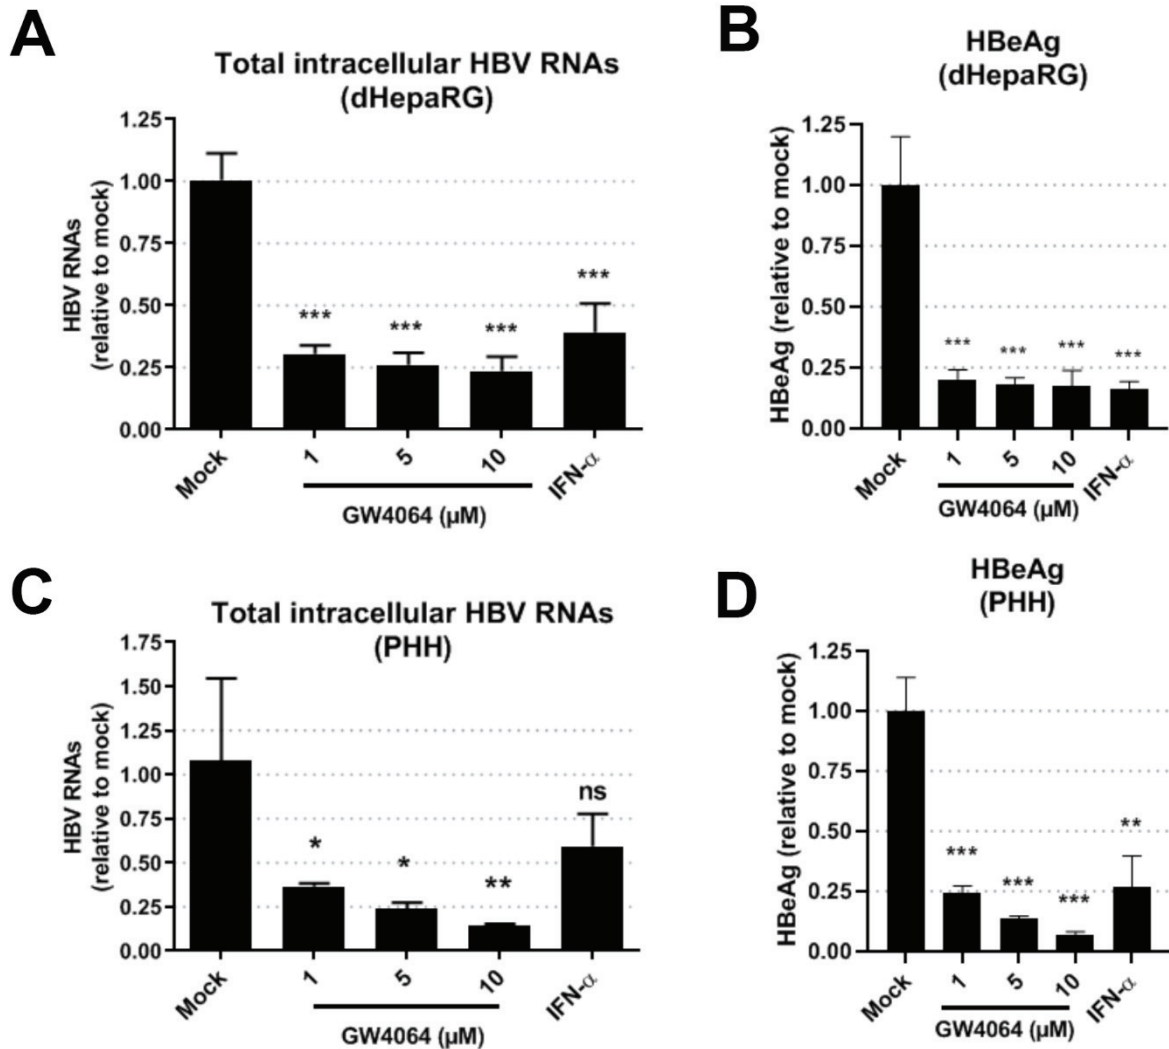 A
Total intracellular HBV RNAs
(dHepaRG)
HBV RNAs
(relative to mock)
1.25
1.00
0.75
0.50
0.25
0.00
***
***
***
***
Mock
1
5
10
IFN-α
GW4064 (µM)
B
HBeAg
(dHepaRG)
HBeAg (relative to mock)
1.25
1.00
0.75
0.50
0.25
0.00
***
***
***
***
Mock
1
5
10
IFN-α
GW4064 (µM)
C
Total intracellular HBV RNAs
(PHH)
HBV RNAs
(relative to mock)
1.75
1.50
1.25
1.00
0.75
0.50
0.25
0.00
*
*
**
ns
Mock
1
5
10
IFN-α
GW4064 (µM)
D
HBeAg
(PHH)
HBeAg (relative to mock)
1.25
1.00
0.75
0.50
0.25
0.00
***
***
***
**
Mock
1
5
10
IFN-α
GW4064 (µM)